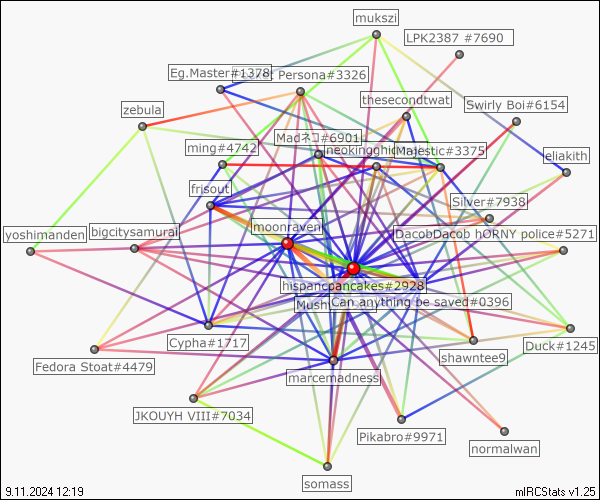 mukszi
LPK2387 #7690
Eg.Master#1378
Persona#3326
thesecondtwat
Swirly Boi#6154
zebula
Madネコ#6901
ming#4742
Majestic#3375
eliakith
frisout
Silver#7938
moonraven
yoshimanden
bigcitysamurai
DacobDacob hORNY police#5271
hispancpancakes#2928
Can anything be saved#0396
Cypha#1717
Duck#1245
shawntee9
Fedora Stoat#4479
marcemadness
JKOUYH VIII#7034
Pikabro#9971
normalwan
somass
9.11.2024 12:19
mIRCStats v1.25